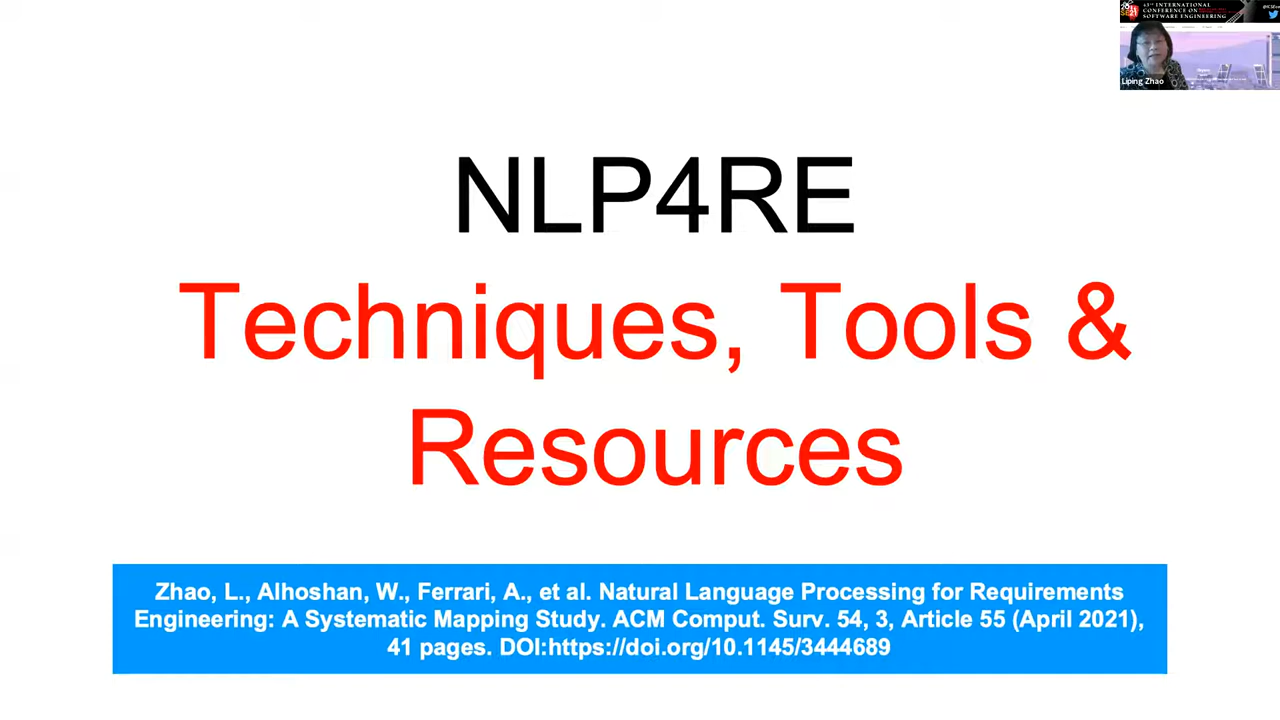 43rd INTERNATIONAL
CONFERENCE ON
SOFTWARE ENGINEERING
Liping Zhao
NLP4RE
Techniques, Tools &
Resources
Zhao, L., Alhoshan, W., Ferrari, A., et al. Natural Language Processing for Requirements
Engineering: A Systematic Mapping Study. ACM Comput. Surv. 54, 3, Article 55 (April 2021),
41 pages. DOI:https://doi.org/10.1145/3444689